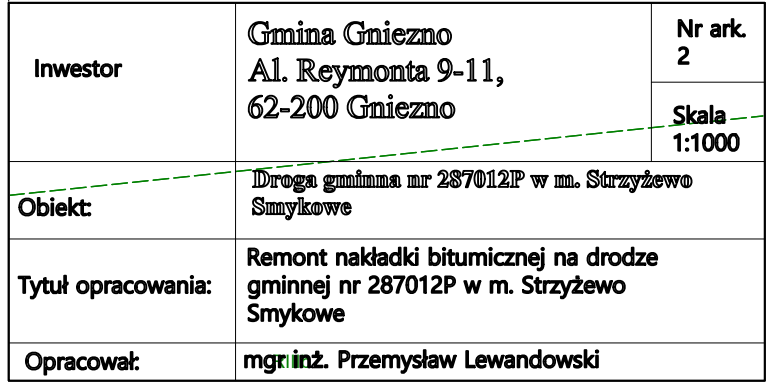 Inwestor
Gmina Gniezno
Al. Reymonta 9-11,
62-200 Gniezno
Nr ark.
2
Skala
1:1000
Obiekt:
Droga gminna nr 287012P w m. Strzyżewo
Smykowe
Tytuł opracowania:
Remont nakładki bitumicznej na drodze
gminnej nr 287012P w m. Strzyżewo
Smykowe
Opracował:
mgr inż. Przemysław Lewandowski